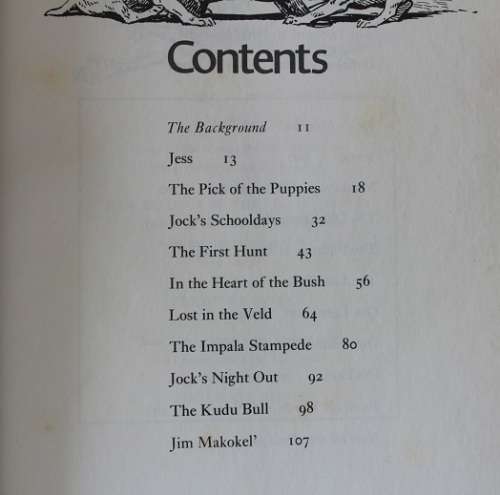 Contents
The Background 11
Jess 13
The Pick of the Puppies 18
Jock's Schooldays 32
The First Hunt 43
In the Heart of the Bush 56
Lost in the Veld 64
The Impala Stampede 80
Jock's Night Out 92
The Kudu Bull 98
Jim Makokel' 107